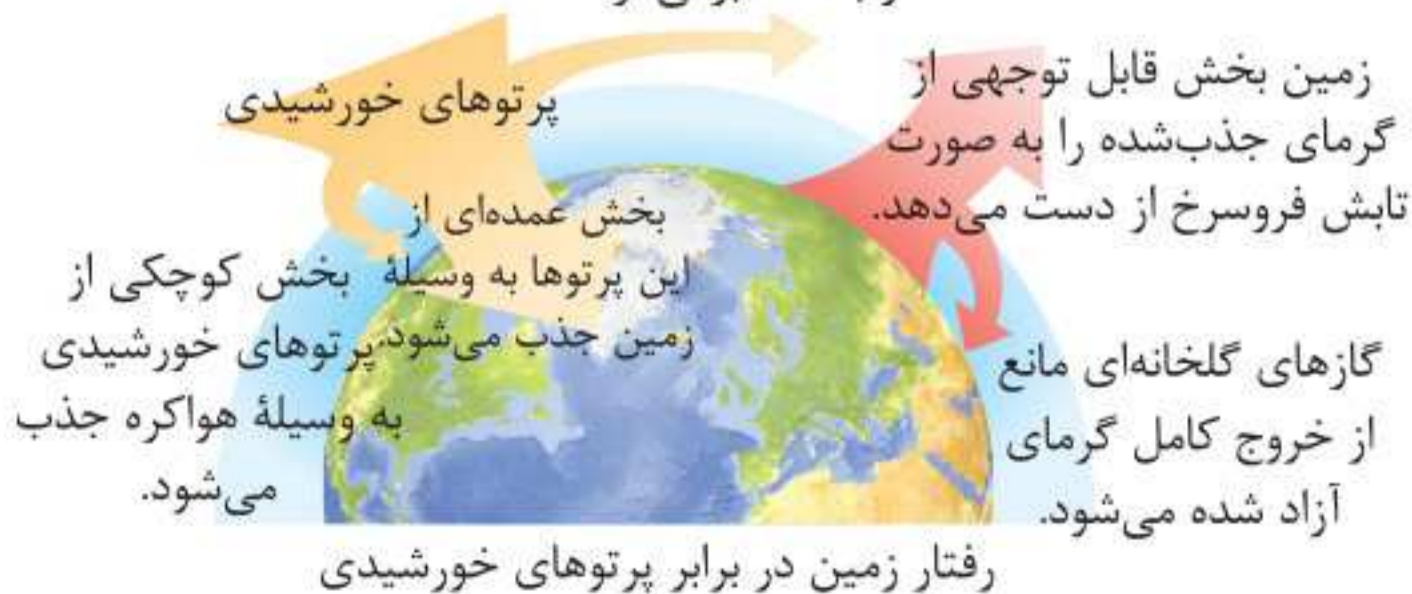 پرتوهای خورشیدی
زمین بخش قابل توجهی از
گرمای جذب‌شده را به صورت
تابش فروسرخ از دست می‌دهد.
بخش عمده‌ای از
این پرتوها به وسیلهٔ
زمین جذب می‌شود.
بخش کوچکی از
پرتوهای خورشیدی
به وسیلهٔ هواکره جذب
می‌شود.
گازهای گلخانه‌ای مانع
از خروج کامل گرمای
آزاد شده می‌شود.
رفتار زمین در برابر پرتوهای خورشیدی